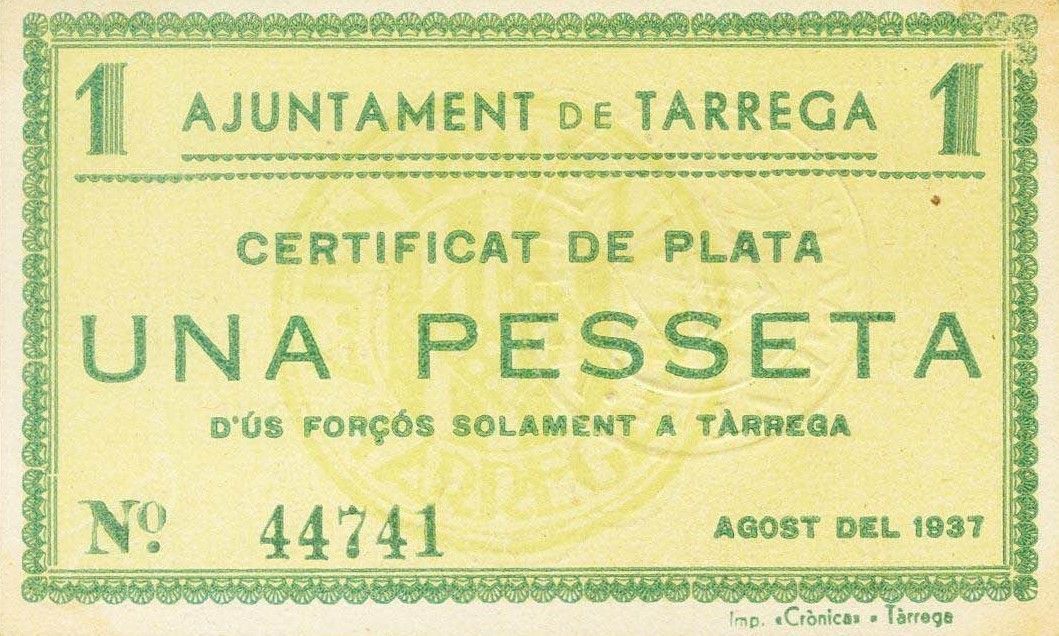 1 AJUNTAMENT DE TARREGA 1
CERTIFICAT DE PLATA
UNA PESSETA
D'ÚS FORÇÓS SOLAMENT A TÀRREGA
Nº 44741 AGOST DEL 1937
Imp. «Crònica» - Tàrrega